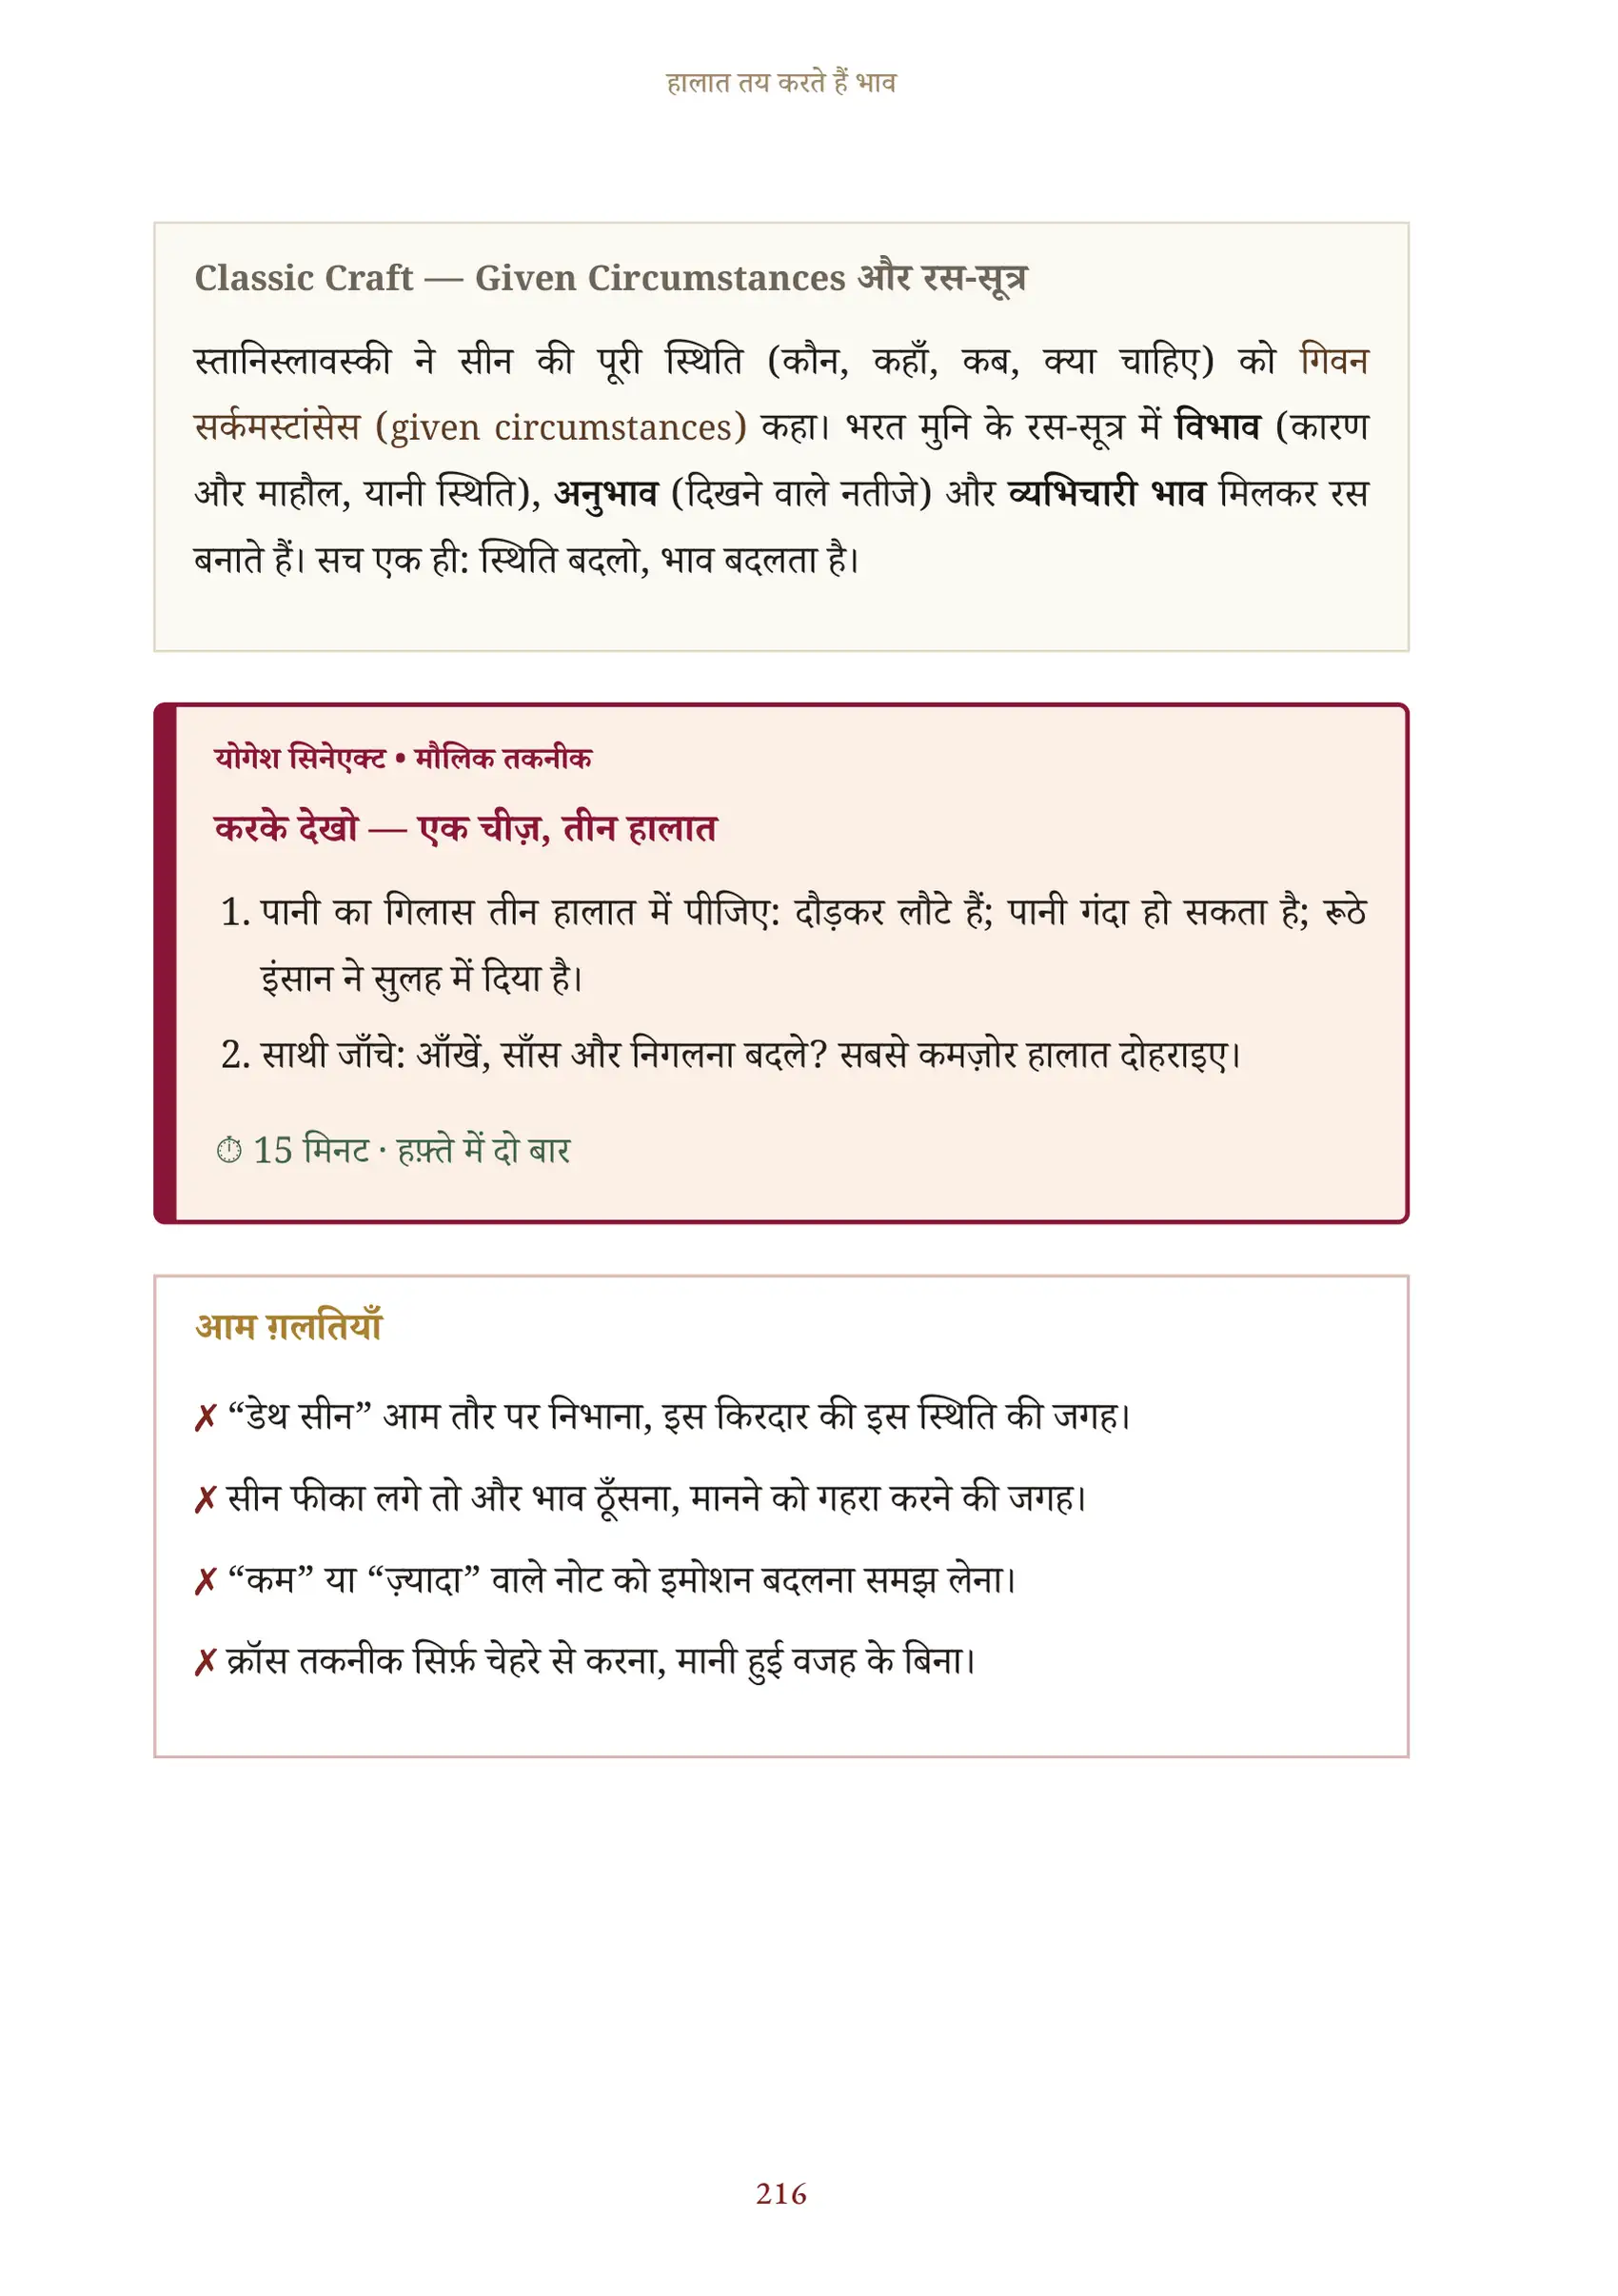 हालात तय करते हैं भाव
Classic Craft — Given Circumstances और रस-सूत्र
स्तानिस्लावस्की ने सीन की पूरी स्थिति (कौन, कहाँ, कब, क्या चाहिए) को गिवन
सर्कमस्टांसेस (given circumstances) कहा। भरत मुनि के रस-सूत्र में विभाव (कारण
और माहौल, यानी स्थिति), अनुभाव (दिखने वाले नतीजे) और व्यभिचारी भाव मिलकर रस
बनाते हैं। सच एक ही: स्थिति बदलो, भाव बदलता है।
योगेश सिनेएक्ट • मौलिक तकनीक
करके देखो — एक चीज़, तीन हालात
1. पानी का गिलास तीन हालात में पीजिए: दौड़कर लौटे हैं; पानी गंदा हो सकता है; रूठे
इंसान ने सुलह में दिया है।
2. साथी जाँचे: आँखें, साँस और निगलना बदले? सबसे कमज़ोर हालात दोहराइए।
⏱ 15 मिनट · हफ़्ते में दो बार
आम ग़लतियाँ
✗ “डेथ सीन” आम तौर पर निभाना, इस किरदार की इस स्थिति की जगह।
✗ सीन फीका लगे तो और भाव ठूँसना, मानने को गहरा करने की जगह।
✗ “कम” या “ज़्यादा” वाले नोट को इमोशन बदलना समझ लेना।
✗ क्रॉस तकनीक सिर्फ़ चेहरे से करना, मानी हुई वजह के बिना।
216